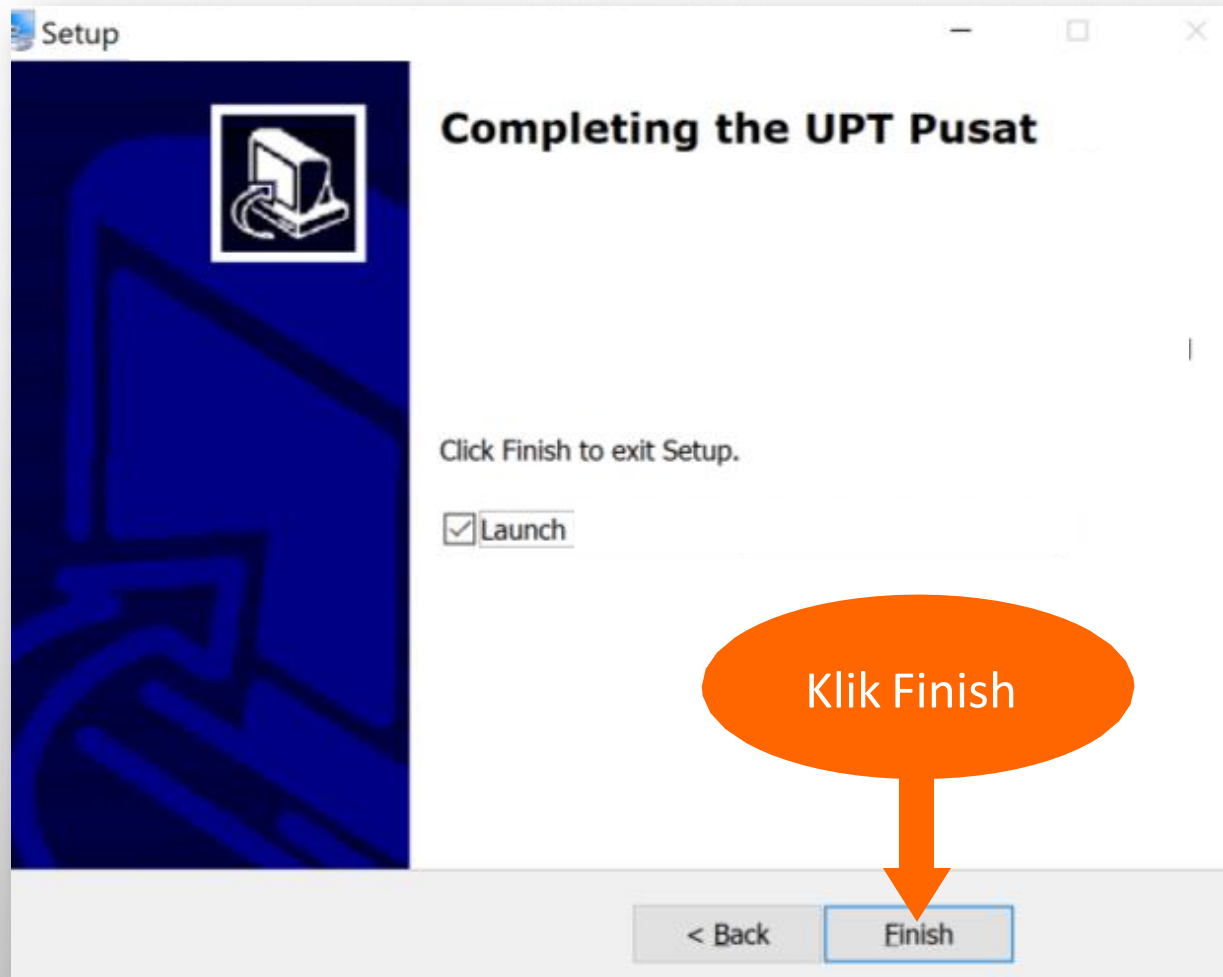 Setup
Completing the UPT Pusat
Click Finish to exit Setup.
Launch
Klik Finish
< Back
Finish